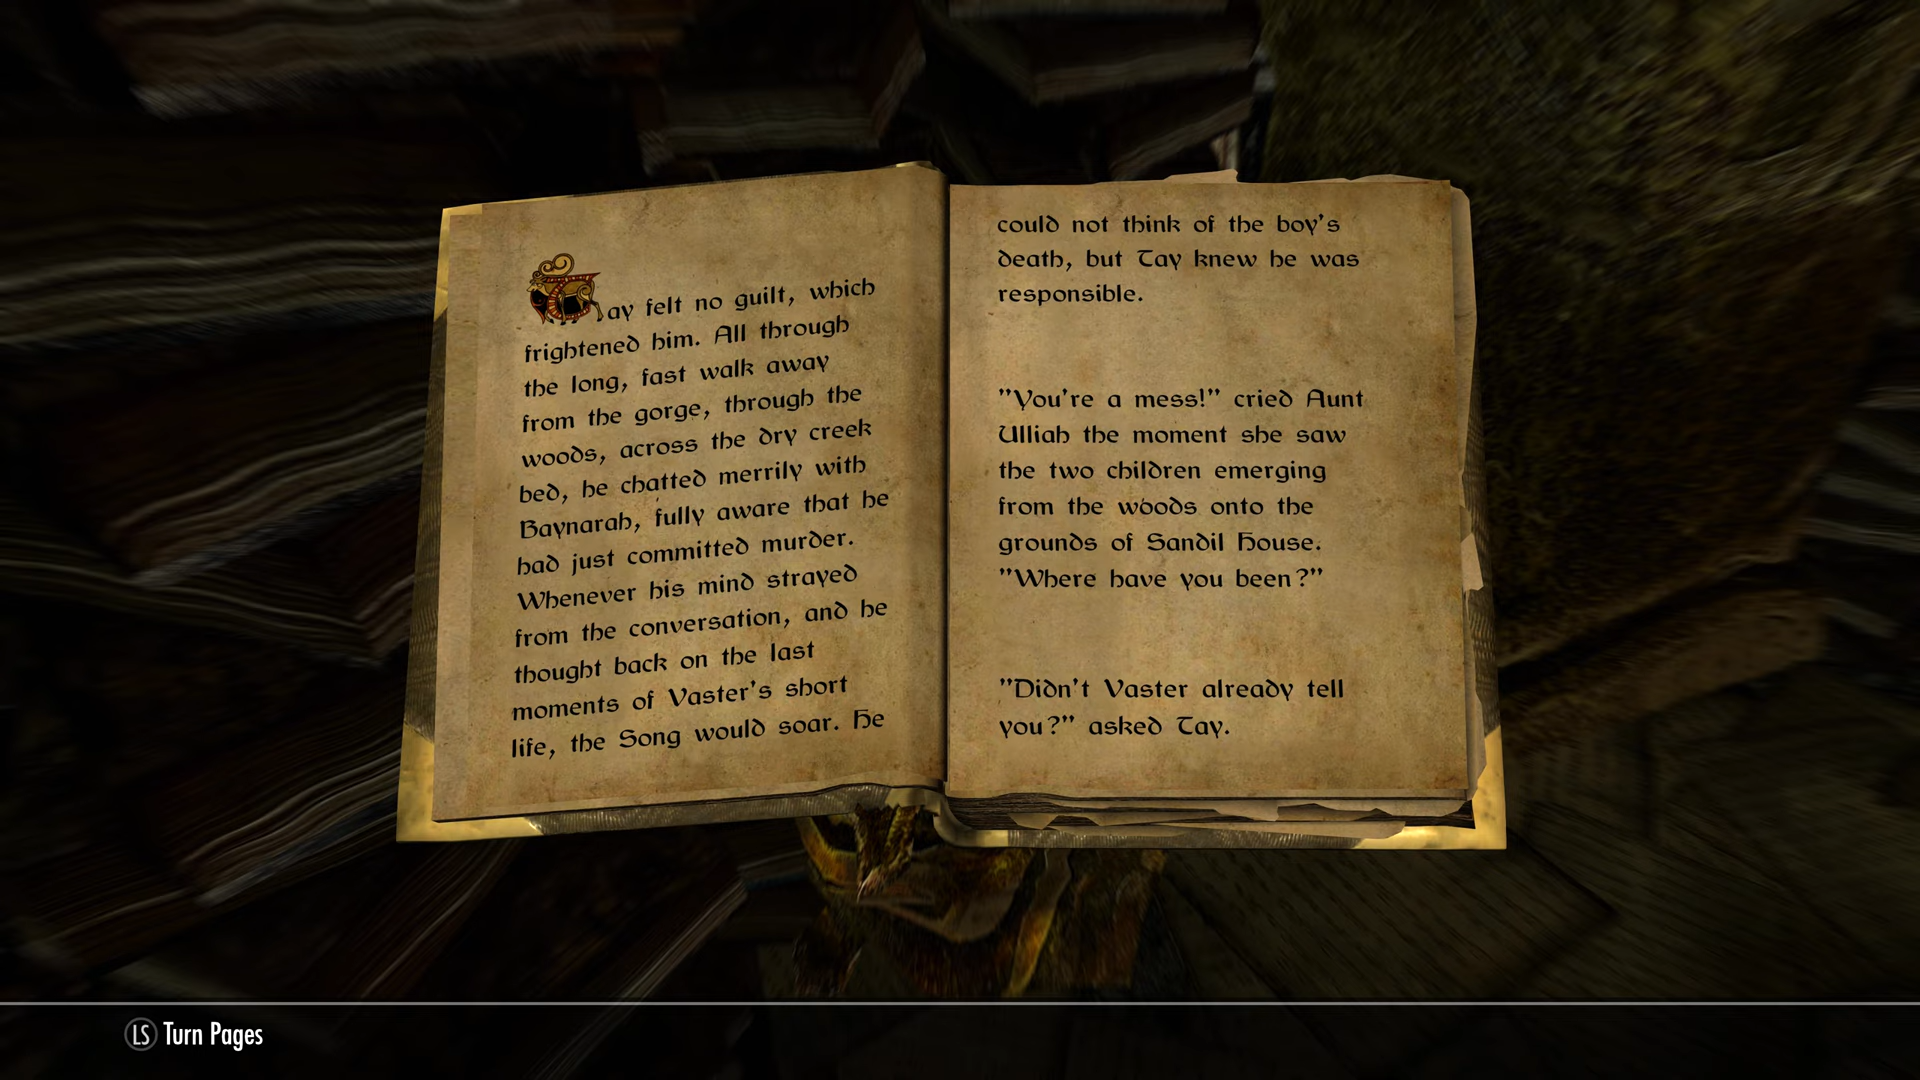 Tay felt no guilt, which
frightened him. All through
the long, fast walk away
from the gorge, through the
woods, across the dry creek
bed, he chatted merrily with
Baynarah, fully aware that he
had just committed murder.
Whenever his mind strayed
from the conversation, and he
thought back on the last
moments of Vaster's short
life, the Song would soar. He
could not think of the boy's
death, but Tay knew he was
responsible.
"You're a mess!" cried Aunt
Ulliah the moment she saw
the two children emerging
from the woods onto the
grounds of Sandil House.
"Where have you been?"
"Didn't Vaster already tell
you?" asked Tay.
LS Turn Pages